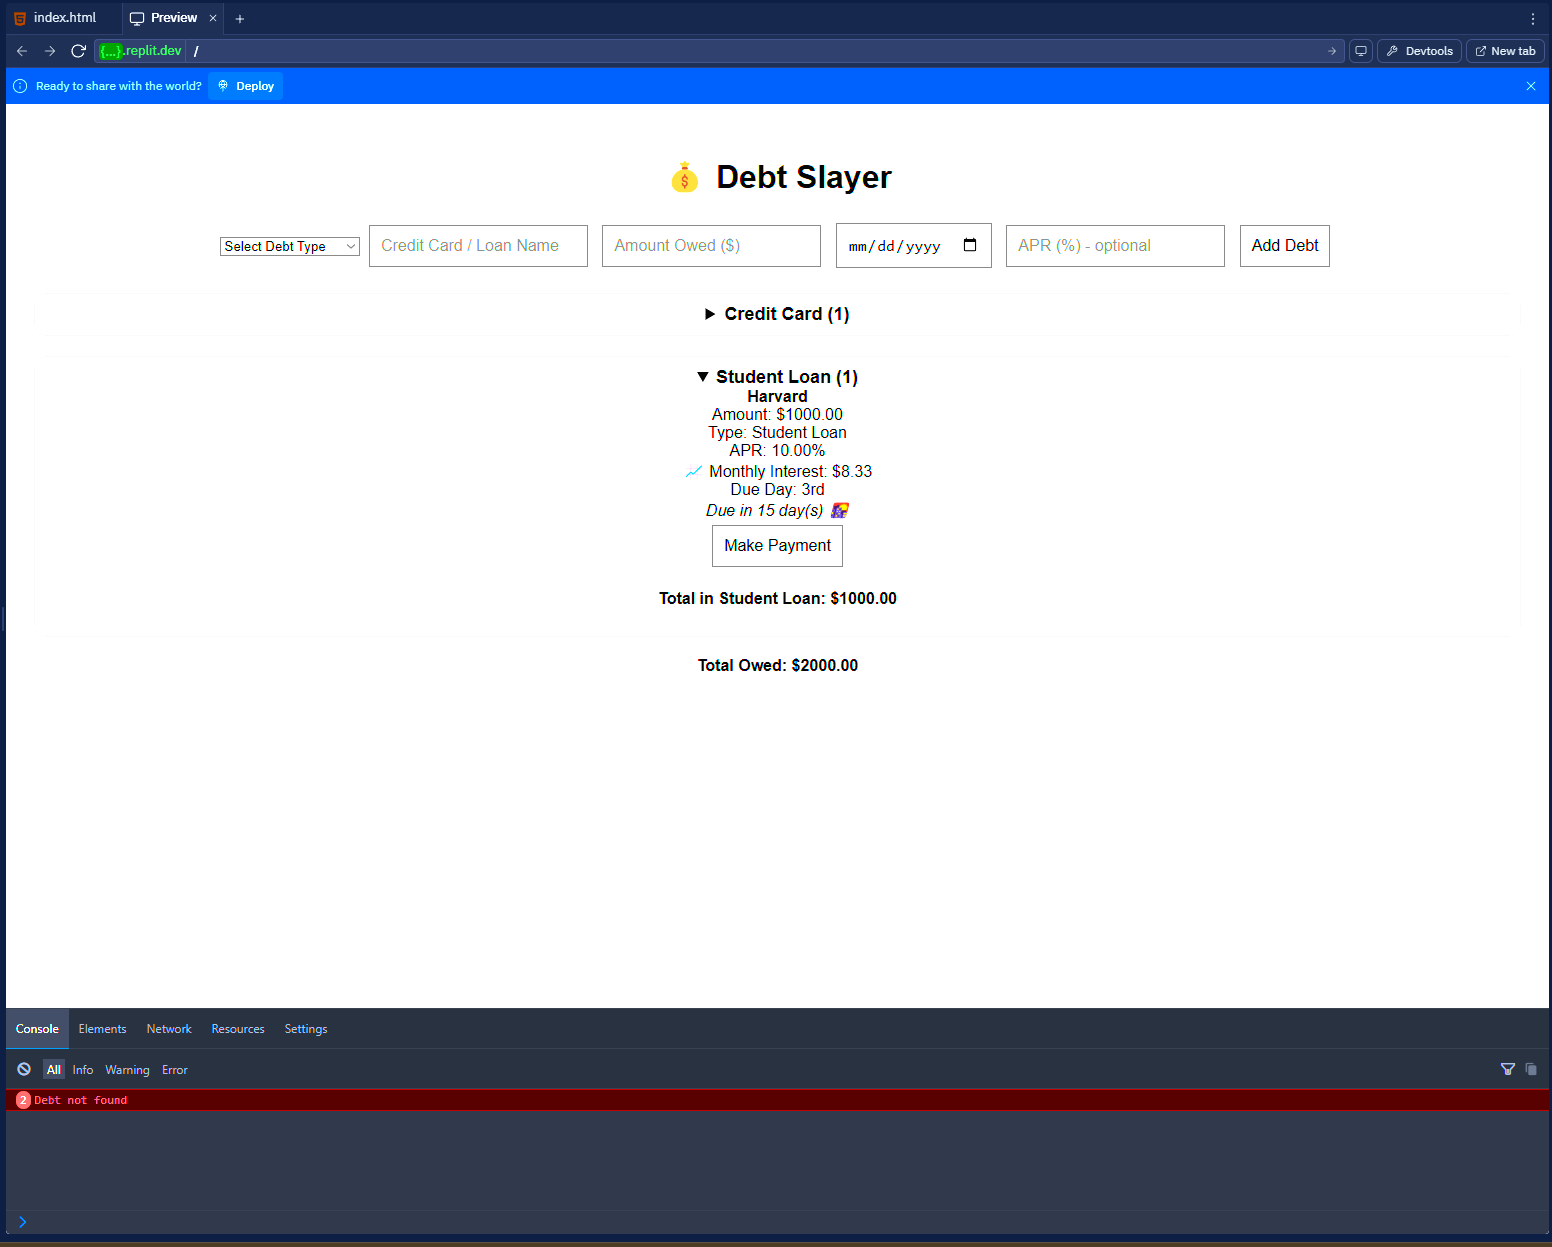 index.html
Preview
{...}.replit.dev /
Devtools
New tab
Ready to share with the world?
Deploy
Debt Slayer
Select Debt Type
Credit Card / Loan Name
Amount Owed ($)
mm/dd/yyyy
APR (%) - optional
Add Debt
Credit Card (1)
Student Loan (1)
Harvard
Amount: $1000.00
Type: Student Loan
APR: 10.00%
Monthly Interest: $8.33
Due Day: 3rd
Due in 15 day(s)
Make Payment
Total in Student Loan: $1000.00
Total Owed: $2000.00
Console Elements Network Resources Settings
All Info Warning Error
2 Debt not found